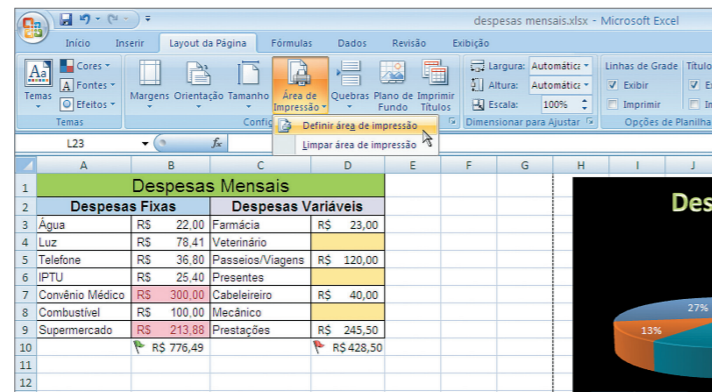 despesas mensais.xlsx - Microsoft Excel
Início Inserir Layout da Página Fórmulas Dados Revisão Exibição
Cores Largura: Automática Linhas de Grade Título
Aa A Fontes Altura: Automática Exibir
Temas Efeitos Margens Orientação Tamanho Área de Impressão Quebras Plano de Fundo Imprimir Títulos Escala: 100% Imprimir
Temas Config Dimensionar para Ajustar Opções de Planilha
Definir área de impressão
Limpar área de impressão
L23 fx
A B C D E F G H I J
1 Despesas Mensais
2 Despesas Fixas Despesas Variáveis
3 Água R$ 22,00 Farmácia R$ 23,00
4 Luz R$ 78,41 Veterinário
5 Telefone R$ 36,80 Passeios/Viagens R$ 120,00
6 IPTU R$ 25,40 Presentes
7 Convênio Médico R$ 300,00 Cabeleireiro R$ 40,00
8 Combustível R$ 100,00 Mecânico
9 Supermercado R$ 213,88 Prestações R$ 245,50
10 R$ 776,49 R$ 428,50
11
12
Des
27%
13%